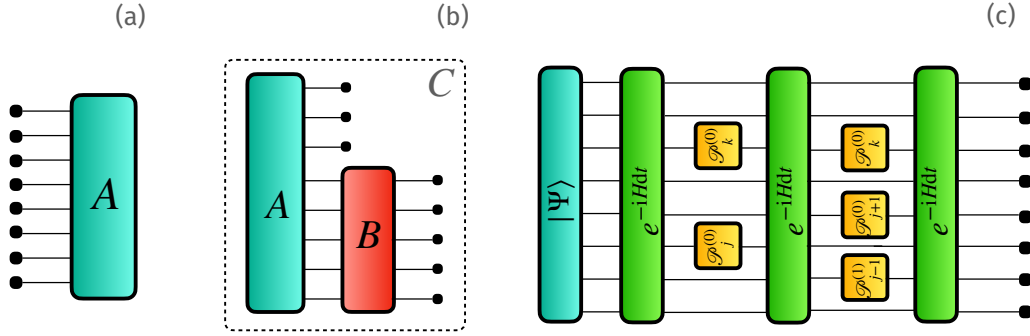 (a)
(b)
(c)
A
A
B
C
|Ψ⟩
e^{-iHdt}
𝒫_k^{(0)}
𝒫_j^{(0)}
e^{-iHdt}
𝒫_k^{(0)}
𝒫_{j+1}^{(0)}
𝒫_{j-1}^{(1)}
e^{-iHdt}